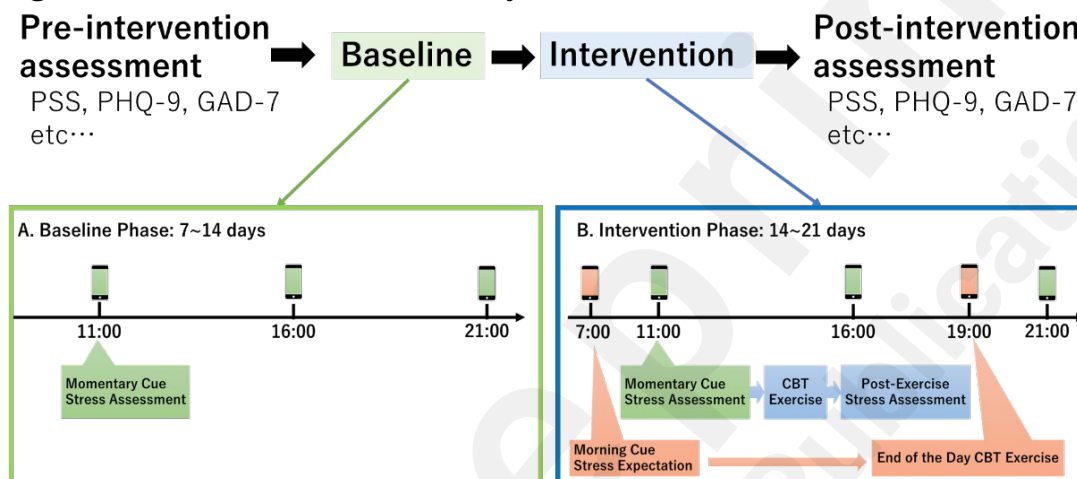 Pre-intervention
assessment
PSS, PHQ-9, GAD-7
etc…
Baseline
Intervention
Post-intervention
assessment
PSS, PHQ-9, GAD-7
etc…
A. Baseline Phase: 7~14 days
11:00
16:00
21:00
Momentary Cue
Stress Assessment
B. Intervention Phase: 14~21 days
7:00
11:00
16:00
19:00
21:00
Momentary Cue
Stress Assessment
CBT
Exercise
Post-Exercise
Stress Assessment
Morning Cue
Stress Expectation
End of the Day CBT Exercise